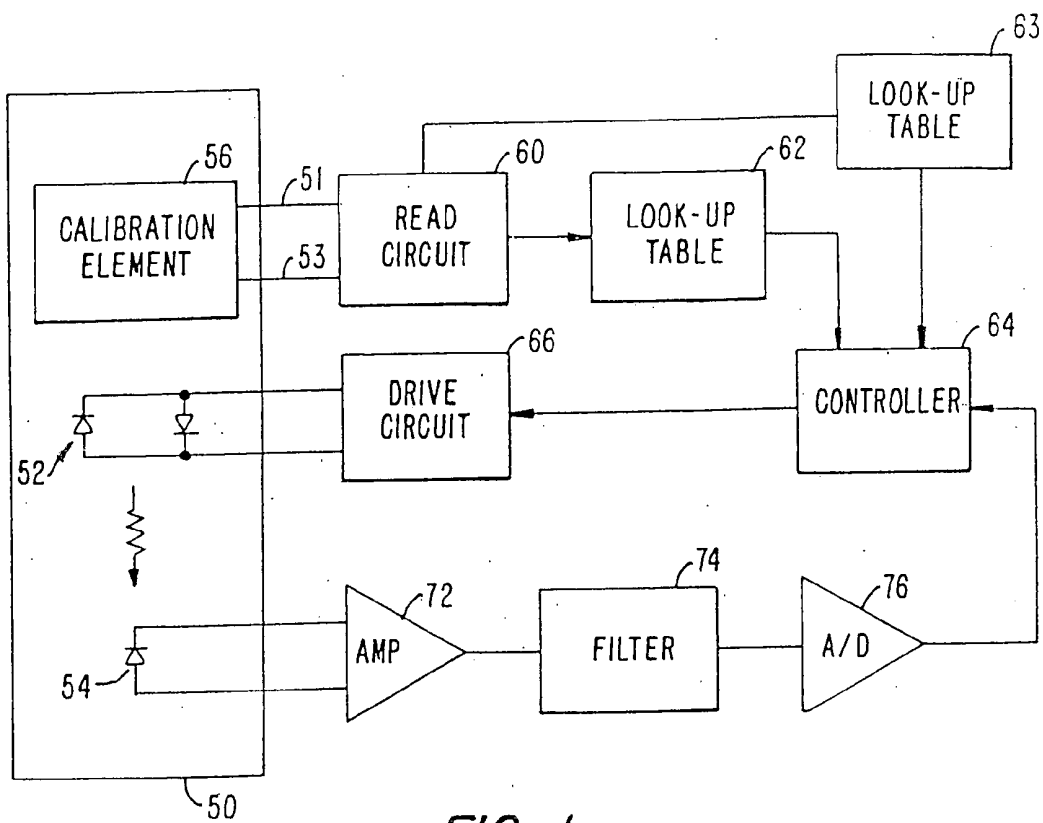 63
LOOK-UP
TABLE
56
51
60
62
CALIBRATION
ELEMENT
READ
CIRCUIT
LOOK-UP
TABLE
53
66
64
DRIVE
CIRCUIT
CONTROLLER
52
72
74
76
AMP
FILTER
A/D
54
50